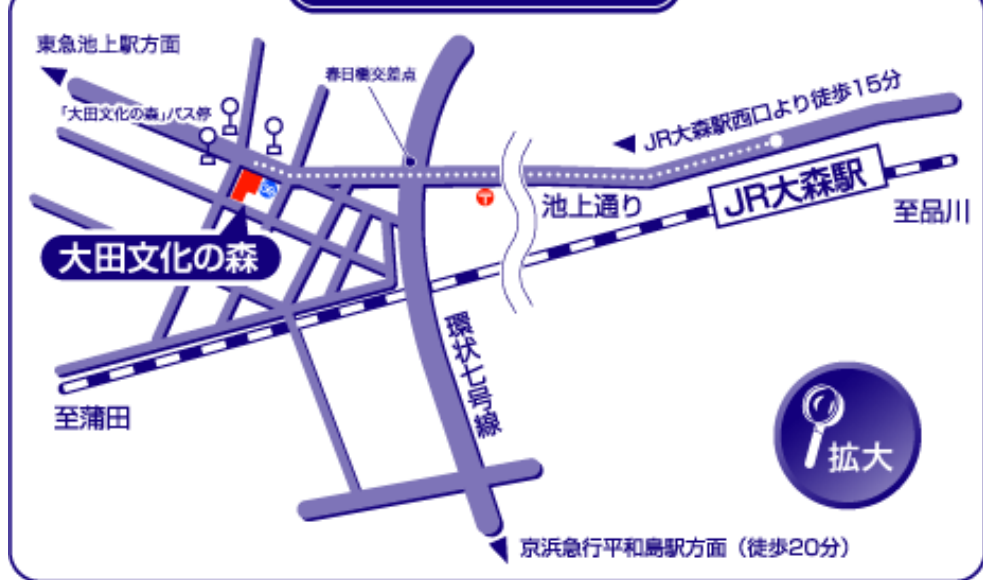 東急池上駅方面
春日橋交差点
「大田文化の森」バス停
JR大森駅西口より徒歩15分
〒
池上通り
JR大森駅
至品川
大田文化の森
環状七号線
至蒲田
拡大
京浜急行平和島駅方面（徒歩20分）